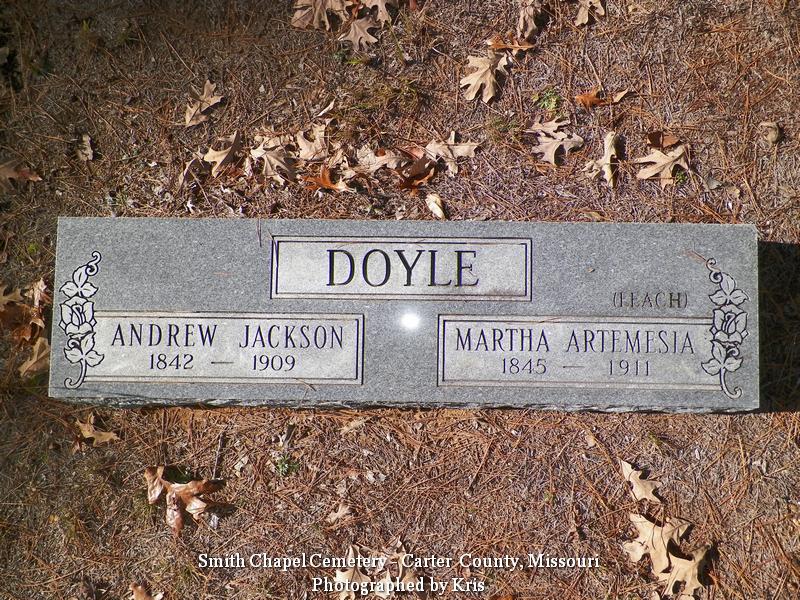 DOYLE
(LEACH)
ANDREW JACKSON
1842 — 1909
MARTHA ARTEMESIA
1845 — 1911
Smith Chapel Cemetery - Carter County, Missouri
Photographed by Kris